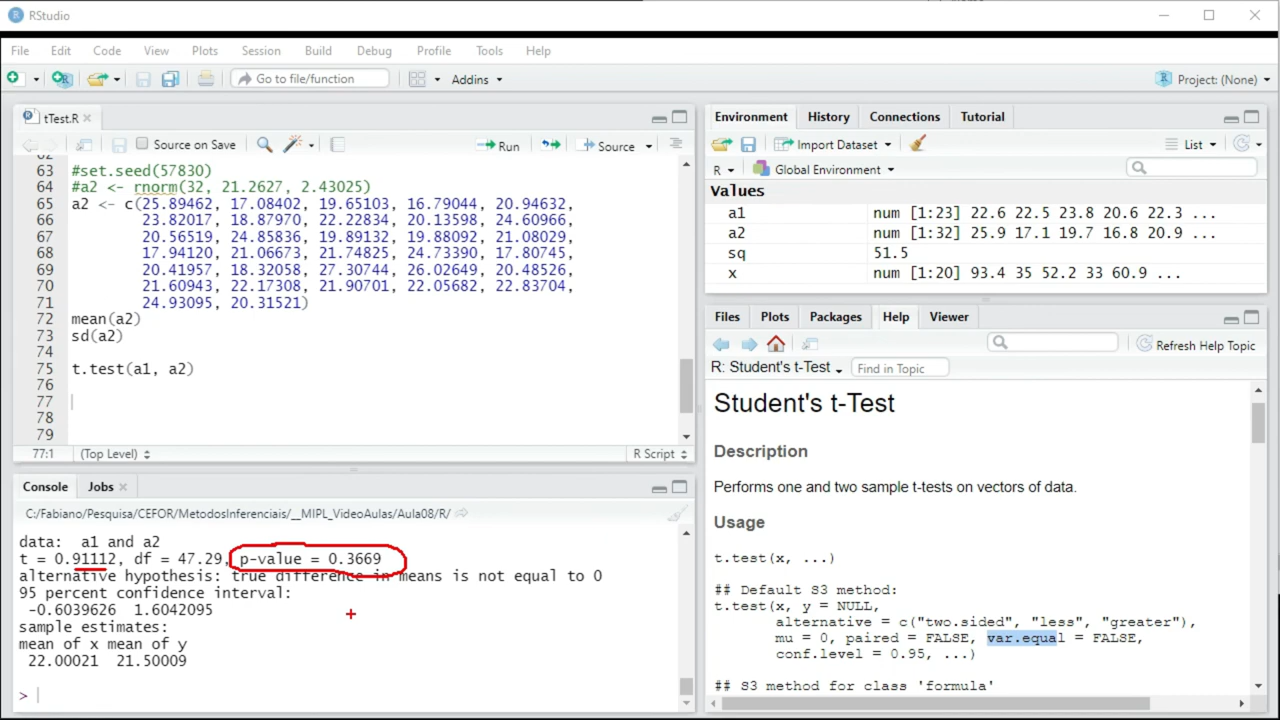 RStudio
File Edit Code View Plots Session Build Debug Profile Tools Help
Go to file/function Addins Project: (None)
tTest.R
Source on Save Run Source
62
63 #set.seed(57830)
64 #a2 <- rnorm(32, 21.2627, 2.43025)
65 a2 <- c(25.89462, 17.08402, 19.65103, 16.79044, 20.94632,
66 23.82017, 18.87970, 22.22834, 20.13598, 24.60966,
67 20.56519, 24.85836, 19.89132, 19.88092, 21.08029,
68 17.94120, 21.06673, 21.74825, 24.73390, 17.80745,
69 20.41957, 18.32058, 27.30744, 26.02649, 20.48526,
70 21.60943, 22.17308, 21.90701, 22.05682, 22.83704,
71 24.93095, 20.31521)
72 mean(a2)
73 sd(a2)
74
75 t.test(a1, a2)
76
77
78
79
77:1 (Top Level) R Script
Console Jobs
C:/Fabiano/Pesquisa/CEFOR/MetodosInferenciais/__MIPL_VideoAulas/Aula08/R/
data: a1 and a2
t = 0.91112, df = 47.29, p-value = 0.3669
alternative hypothesis: true difference in means is not equal to 0
95 percent confidence interval:
-0.6039626 1.6042095
sample estimates:
mean of x mean of y
22.00021 21.50009
>
Environment History Connections Tutorial
Import Dataset List
R Global Environment
Values
a1 num [1:23] 22.6 22.5 23.8 20.6 22.3 ...
a2 num [1:32] 25.9 17.1 19.7 16.8 20.9 ...
sq 51.5
x num [1:20] 93.4 35 52.2 33 60.9 ...
Files Plots Packages Help Viewer
Refresh Help Topic
R: Student's t-Test Find in Topic
Student's t-Test
Description
Performs one and two sample t-tests on vectors of data.
Usage
t.test(x, ...)
## Default S3 method:
t.test(x, y = NULL,
alternative = c("two.sided", "less", "greater"),
mu = 0, paired = FALSE, var.equal = FALSE,
conf.level = 0.95, ...)
## S3 method for class 'formula'